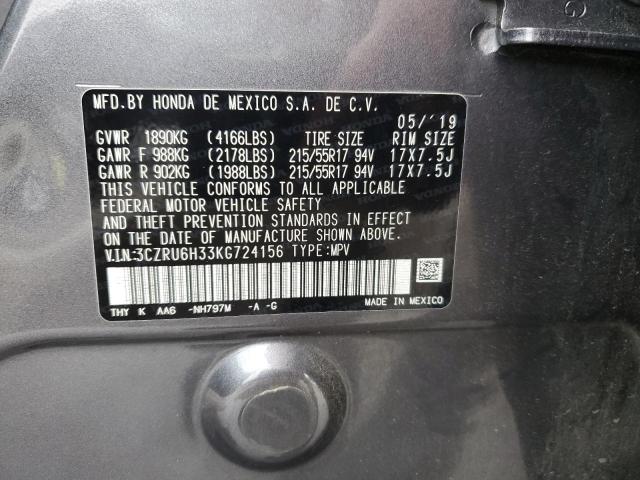 G
MFD.BY HONDA DE MEXICO S.A. DE C.V.
05/'19
GVWR 1890KG (4166LBS) TIRE SIZE RIM SIZE
GAWR F 988KG (2178LBS) 215/55R17 94V 17X7.5J
GAWR R 902KG (1988LBS) 215/55R17 94V 17X7.5J
THIS VEHICLE CONFORMS TO ALL APPLICABLE
FEDERAL MOTOR VEHICLE SAFETY
AND THEFT PREVENTION STANDARDS IN EFFECT
ON THE DATE OF MANUFACTURE SHOWN ABOVE.
V.I.N:3CZRU6H33KG724156 TYPE:MPV
THY K AA6 -NH797M -A -G MADE IN MEXICO